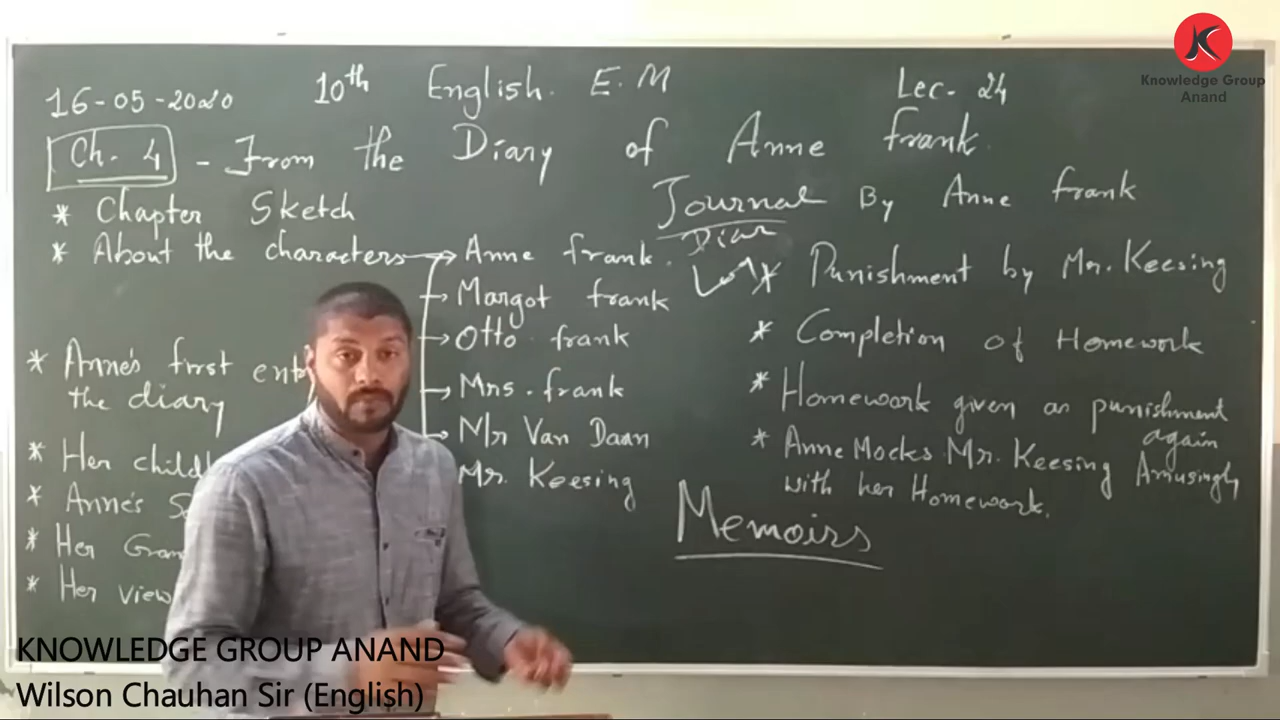 16-05-2020 10th English. E.M Lec. 24
Ch. 4 - From the Diary of Anne frank.
Journal By Anne frank
Diar
* Chapter Sketch
* About the characters
Anne frank.
Margot frank
Otto frank
Mrs. frank
Mr Van Daan
Mr. Keesing
* Anne's first
the diary
* Her
* Anne's
* Her
* Her
* Punishment by Mr. Keesing
* Completion of Homework
* Homework given as punishment
again
* Anne Mocks Mr. Keesing Amusingly
with her Homework.
Memoirs
Knowledge Group
Anand
KNOWLEDGE GROUP ANAND
Wilson Chauhan Sir (English)